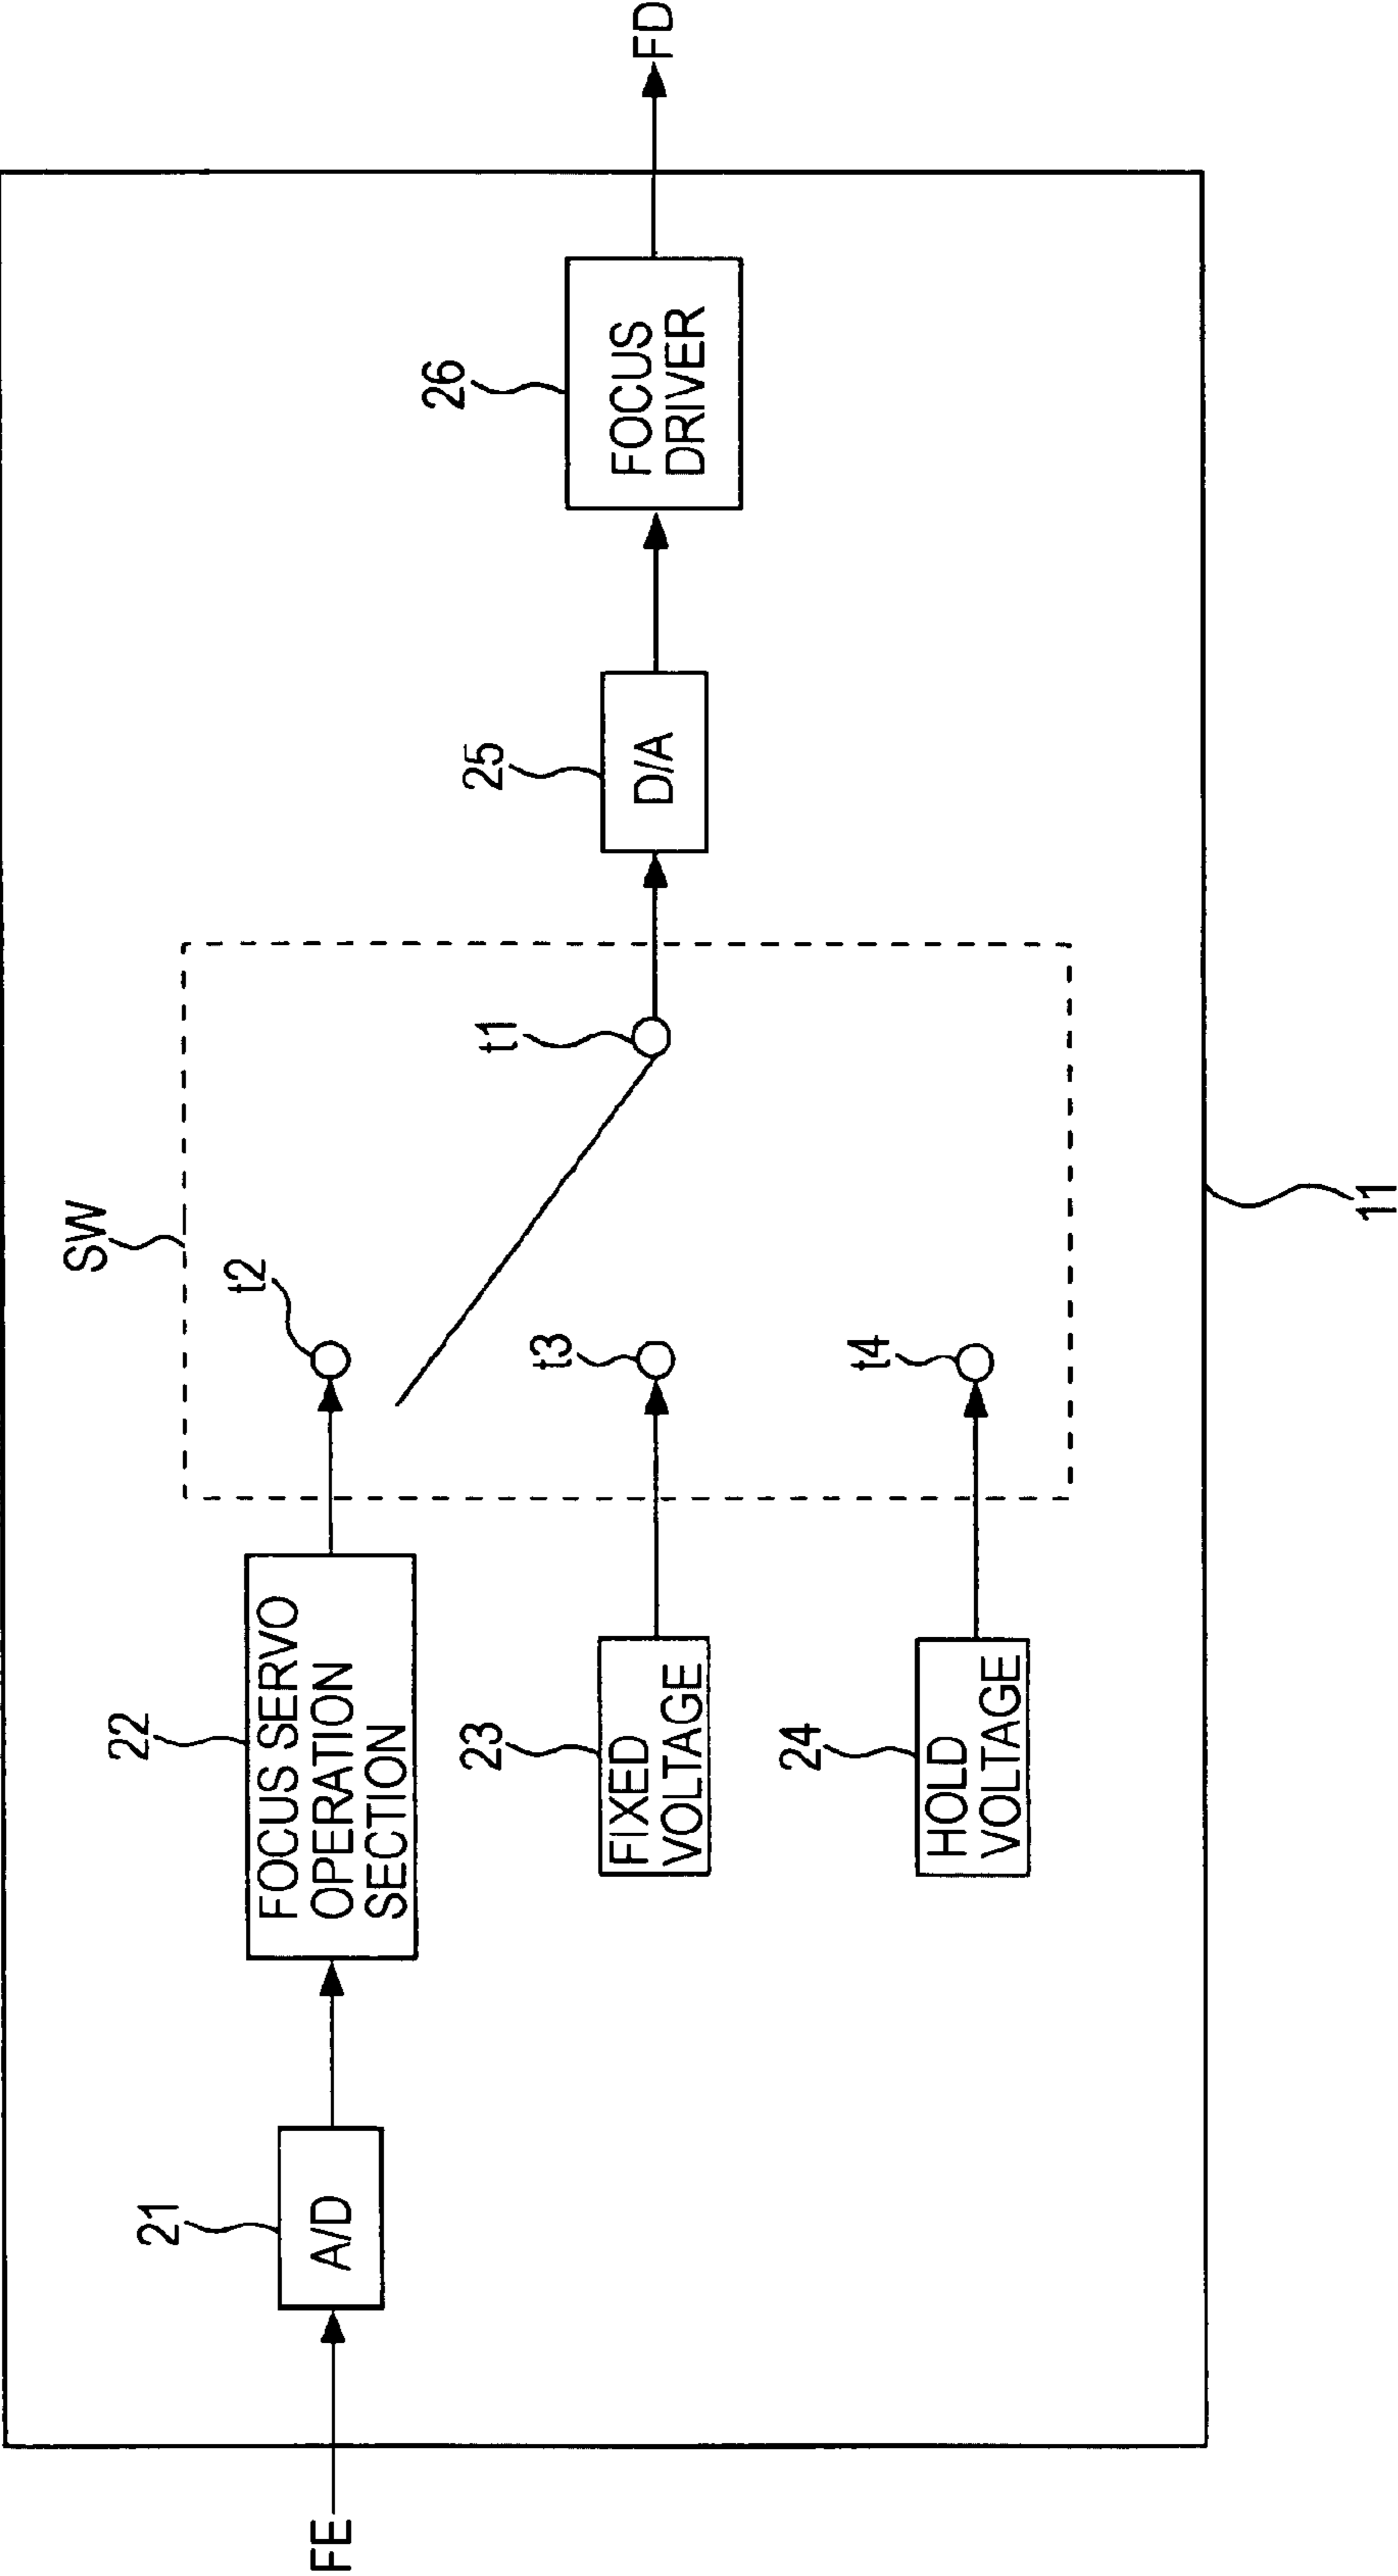 SW
21
22
t2
t1
FE
A/D
FOCUS SERVO
OPERATION
SECTION
23
t3
25
26
FIXED
VOLTAGE
D/A
FOCUS
DRIVER
FD
24
t4
HOLD
VOLTAGE
11